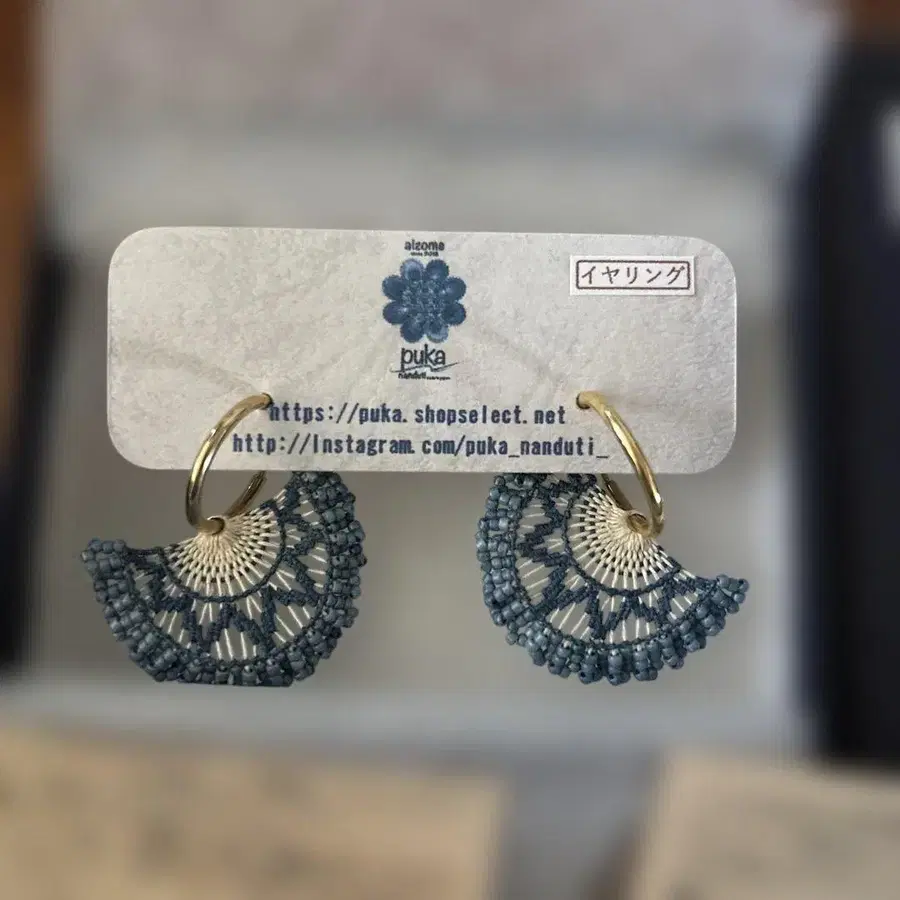 aizome
イヤリング
puka
https://puka.shopselect.net
http://Instagram.com/puka_nanduti_